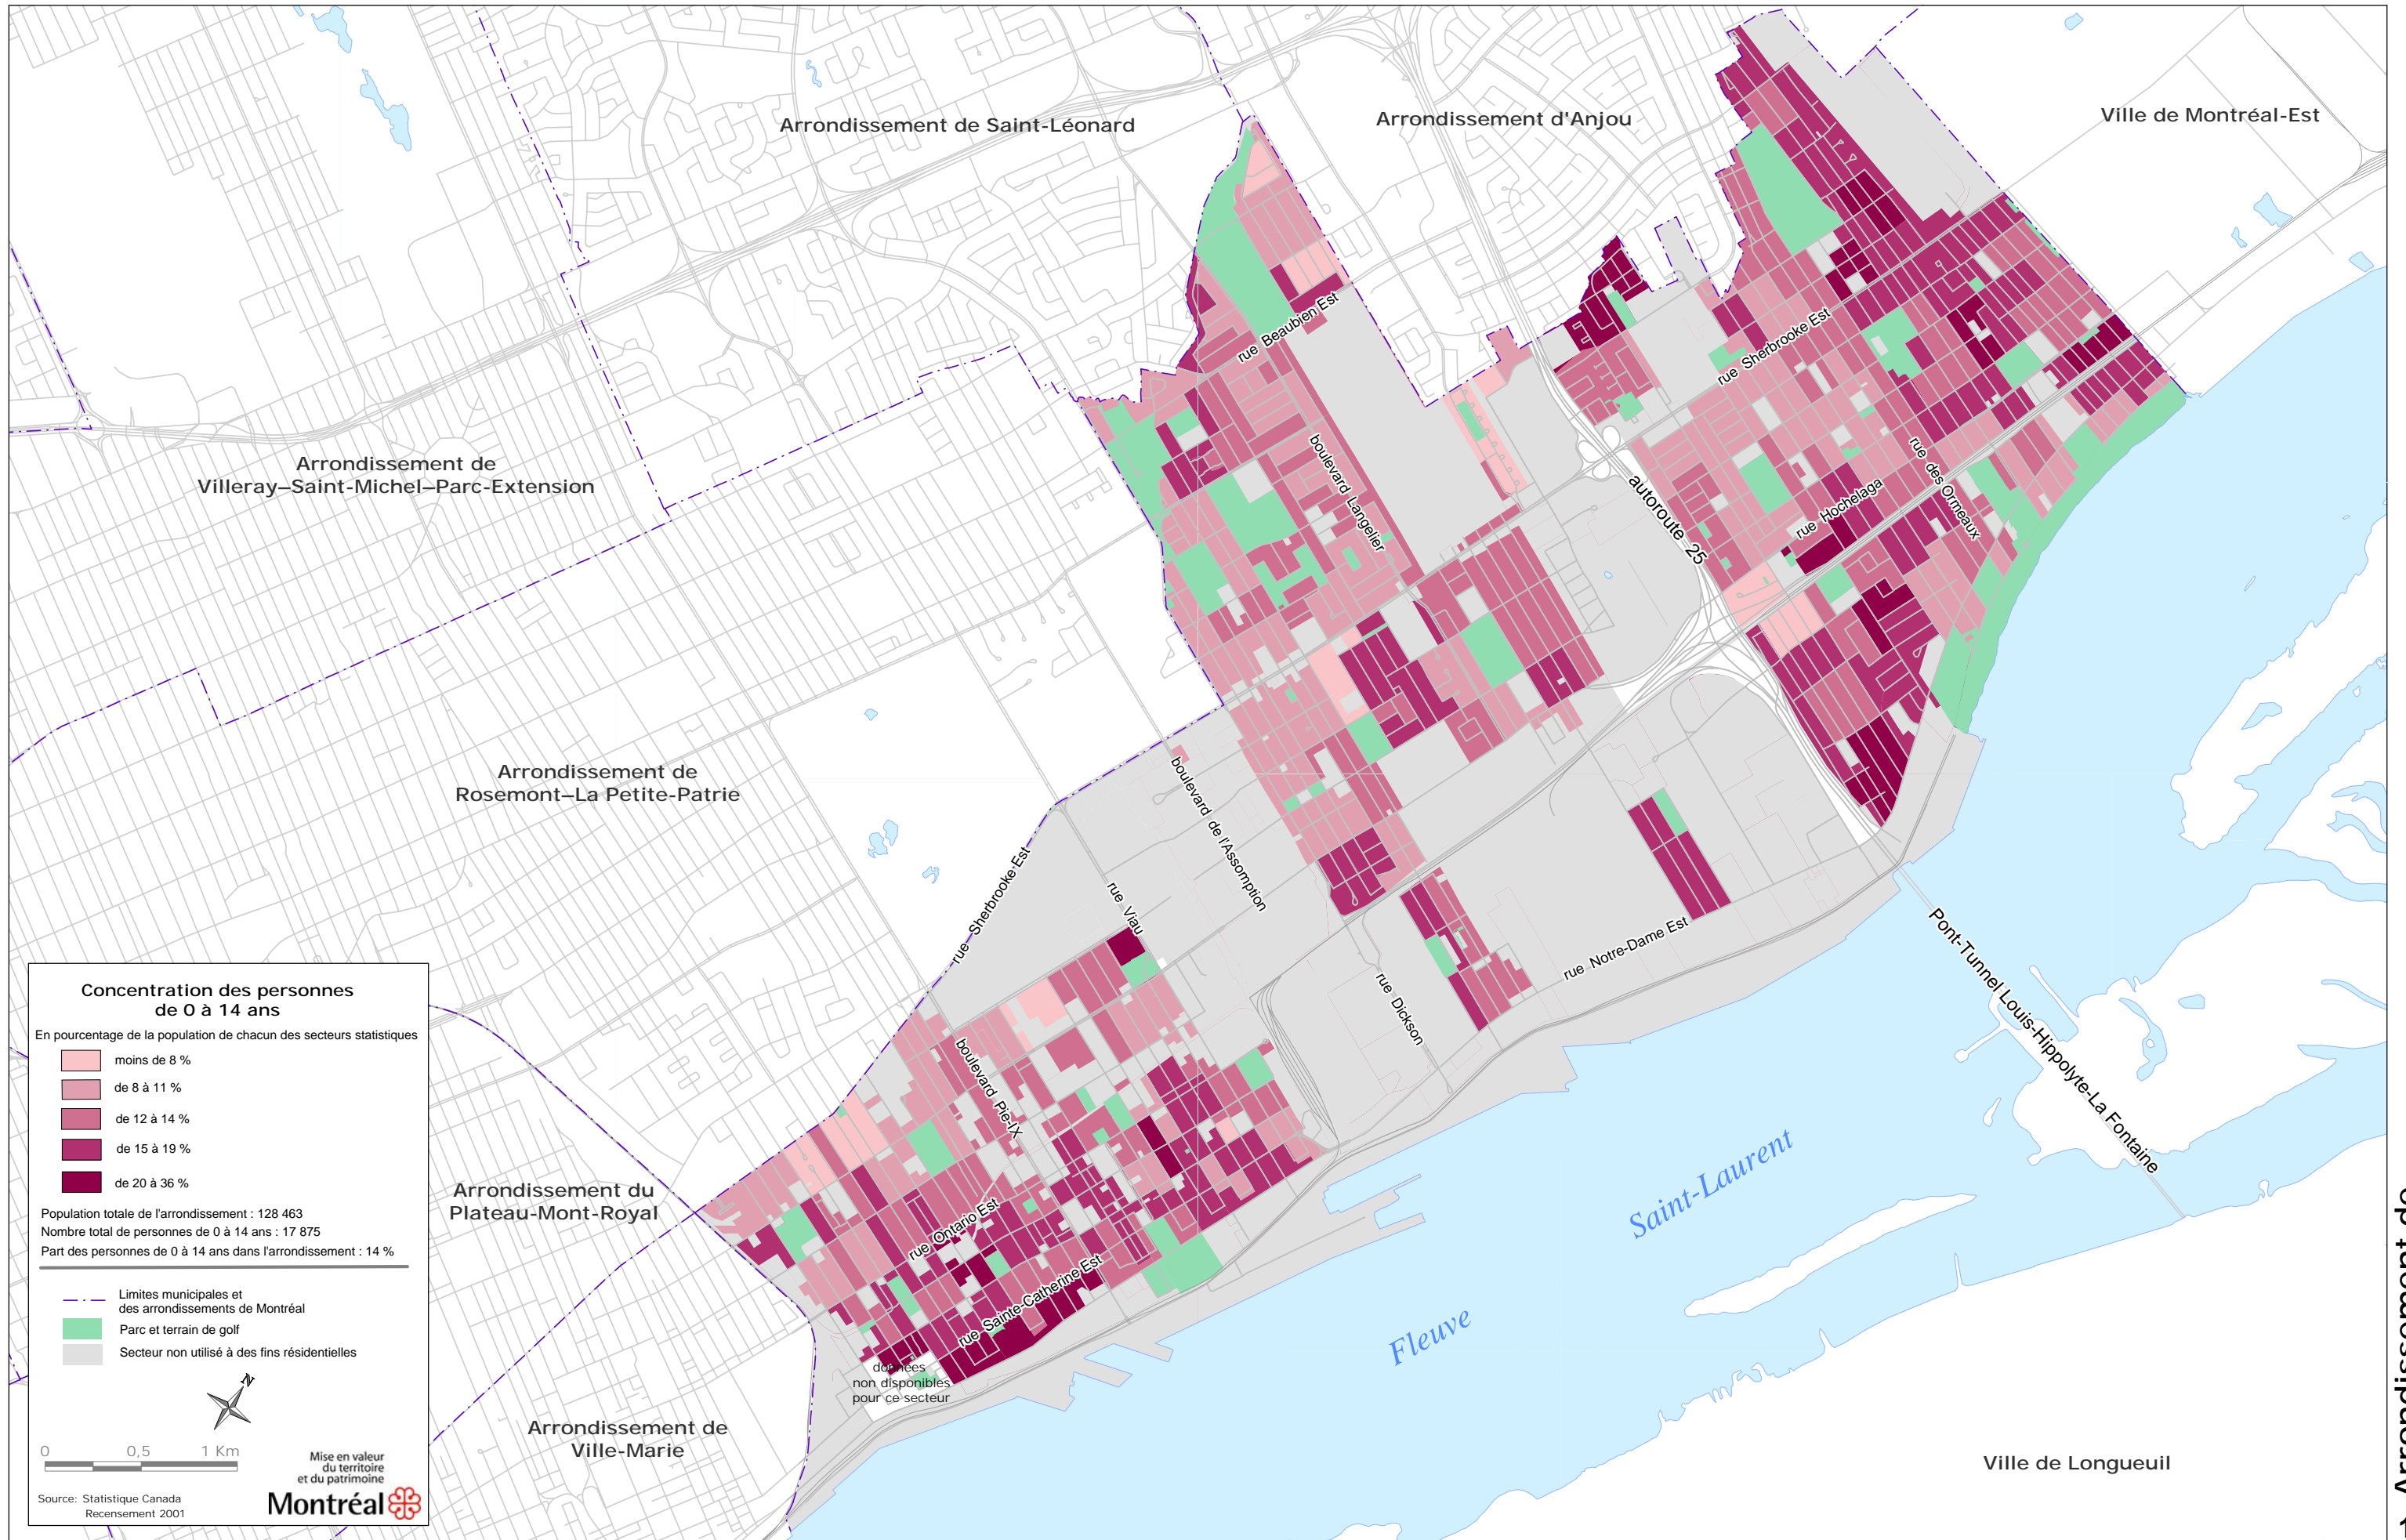 Arrondissement de Saint-Léonard
Arrondissement d'Anjou
Ville de Montréal-Est
Arrondissement de
Villeray–Saint-Michel–Parc-Extension
rue Beaubien Est
rue Sherbrooke Est
boulevard Langelier
autoroute 25
rue Hochelaga
rue des Ormeaux
Arrondissement de
Rosemont–La Petite-Patrie
boulevard de l'Assomption
rue Sherbrooke Est
rue Viau
rue Dickson
rue Notre-Dame Est
Pont-Tunnel Louis-Hippolyte-La Fontaine
boulevard Pie-IX
Arrondissement du
Plateau-Mont-Royal
rue Ontario Est
rue Sainte-Catherine Est
données
non disponibles
pour ce secteur
Fleuve
Saint-Laurent
Arrondissement de
Ville-Marie
Ville de Longueuil
Arrondissement de
Concentration des personnes
de 0 à 14 ans
En pourcentage de la population de chacun des secteurs statistiques
moins de 8 %
de 8 à 11 %
de 12 à 14 %
de 15 à 19 %
de 20 à 36 %
Population totale de l'arrondissement : 128 463
Nombre total de personnes de 0 à 14 ans : 17 875
Part des personnes de 0 à 14 ans dans l'arrondissement : 14 %
Limites municipales et
des arrondissements de Montréal
Parc et terrain de golf
Secteur non utilisé à des fins résidentielles
N
0 0,5 1 Km
Mise en valeur
du territoire
et du patrimoine
Montréal
Source: Statistique Canada
Recensement 2001